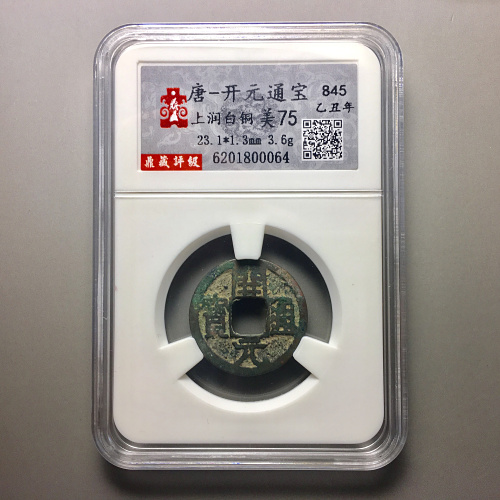 唐-开元通宝 845
乙丑年
上润白铜 美75
23.1*1.3mm 3.6g
6201800064
鼎藏評級
開元通寳